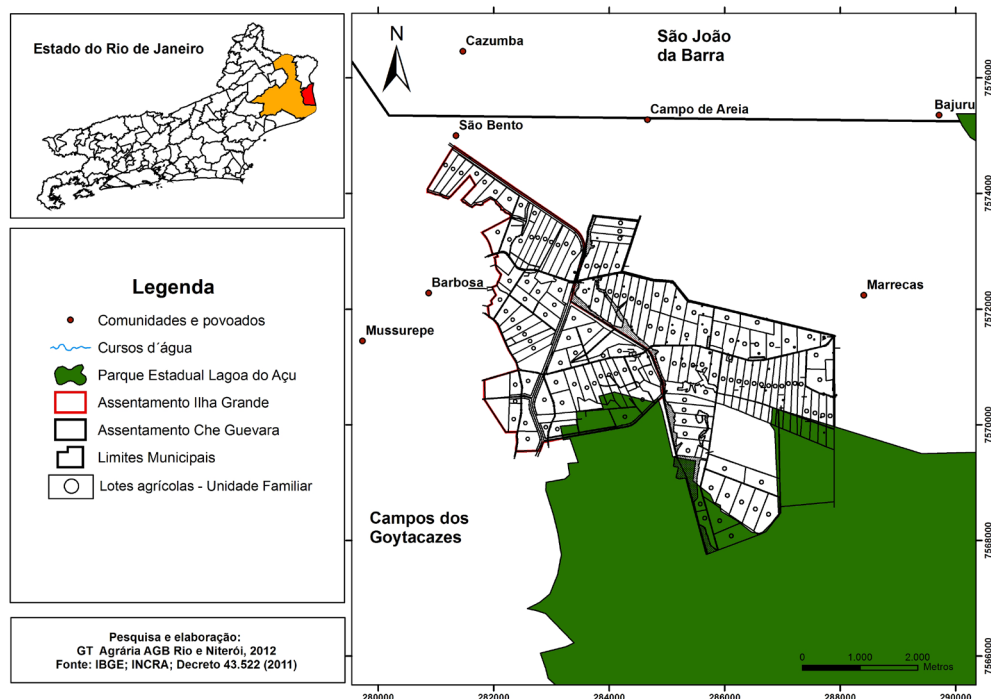 Estado do Rio de Janeiro
Legenda
Comunidades e povoados
Cursos d´água
Parque Estadual Lagoa do Açu
Assentamento Ilha Grande
Assentamento Che Guevara
Limites Municipais
Lotes agrícolas - Unidade Familiar
Pesquisa e elaboração:
GT Agrária AGB Rio e Niterói, 2012
Fonte: IBGE; INCRA; Decreto 43.522 (2011)
N
Cazumba
São João
da Barra
São Bento
Campo de Areia
Bajuru
Barbosa
Mussurepe
Marrecas
Campos dos
Goytacazes
0 1.000 2.000
Metros
7576000
7574000
7572000
7570000
7568000
7566000
280000 282000 284000 286000 288000 290000